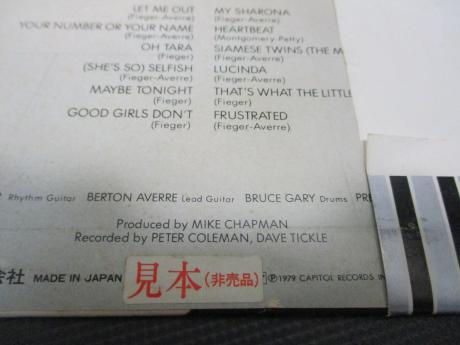 LET ME OUT
(Fieger-Averre)
YOUR NUMBER OR YOUR NAME
(Fieger-Averre)
OH TARA
(Fieger)
(SHE'S SO) SELFISH
(Fieger-Averre)
MAYBE TONIGHT
(Fieger)
GOOD GIRLS DON'T
(Fieger)
MY SHARONA
(Fieger-Averre)
HEARTBEAT
(Montgomery-Petty)
SIAMESE TWINS (THE M
(Fieger-Averre)
LUCINDA
(Fieger-Averre)
THAT'S WHAT THE LITTLE
(Fieger-Averre)
FRUSTRATED
(Fieger-Averre)
Rhythm Guitar BERTON AVERRE Lead Guitar BRUCE GARY Drums PRE
Produced by MIKE CHAPMAN
Recorded by PETER COLEMAN, DAVE TICKLE
会社 MADE IN JAPAN 見本 (非売品) Ⓟ1979 CAPITOL RECORDS, IN